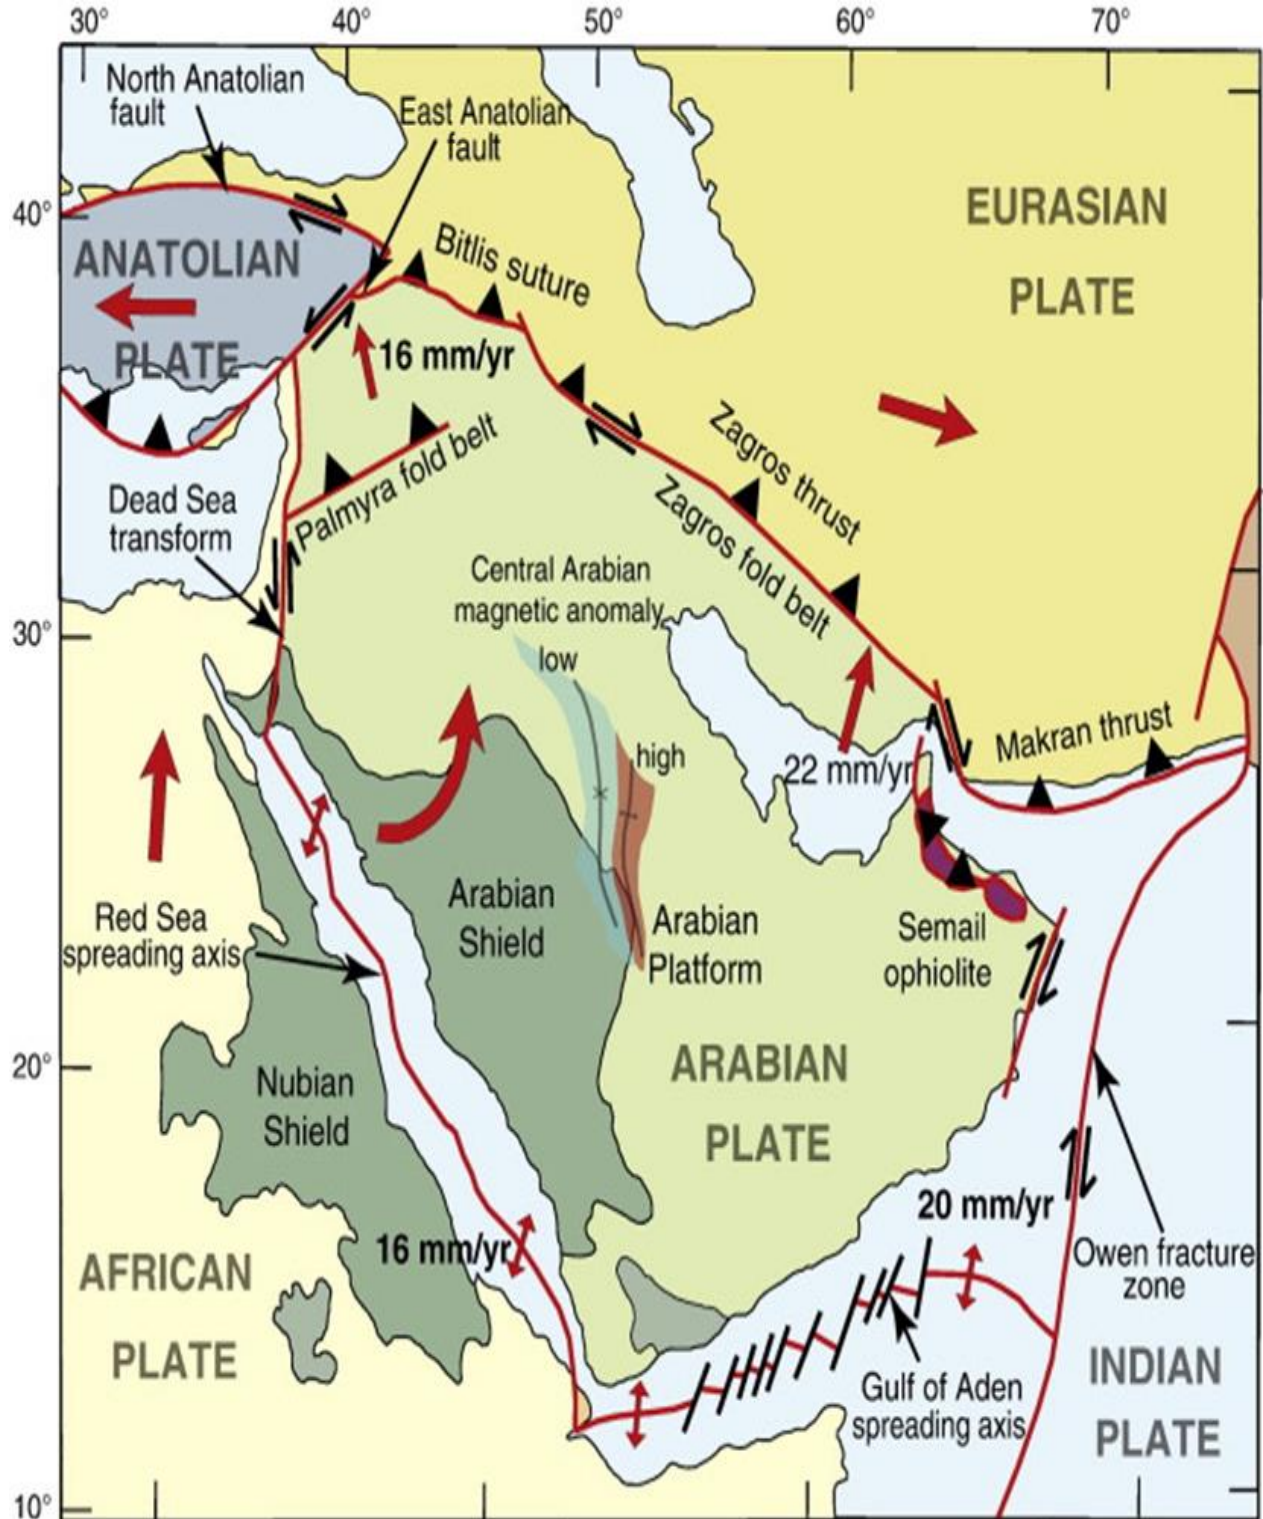 30°
40°
50°
60°
70°
North Anatolian
fault
East Anatolian
fault
40°
EURASIAN
PLATE
ANATOLIAN
PLATE
Bitlis suture
16 mm/yr
Zagros thrust
Zagros fold belt
Palmyra fold belt
Dead Sea
transform
Central Arabian
magnetic anomaly
low
high
30°
Makran thrust
22 mm/yr
Red Sea
spreading axis
Arabian
Shield
Arabian
Platform
Semail
ophiolite
20°
Nubian
Shield
ARABIAN
PLATE
20 mm/yr
16 mm/yr
Owen fracture
zone
AFRICAN
PLATE
Gulf of Aden
spreading axis
INDIAN
PLATE
10°